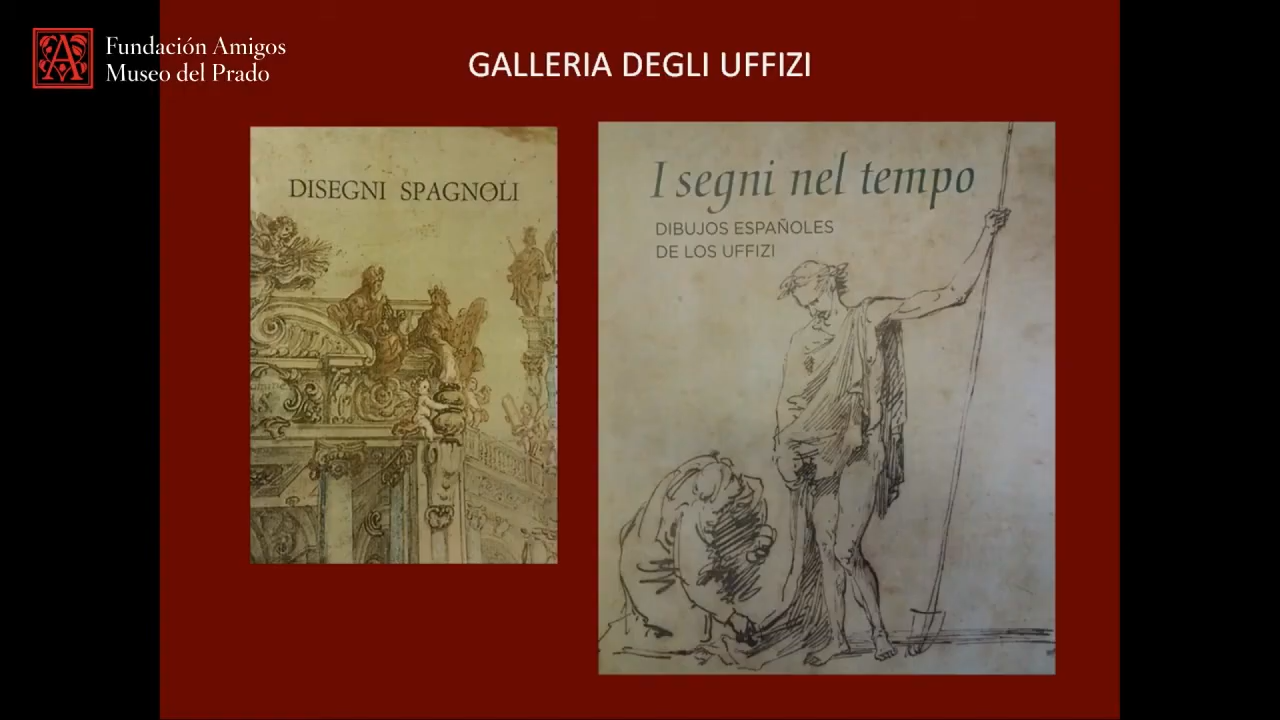 Fundación Amigos
Museo del Prado
GALLERIA DEGLI UFFIZI
DISEGNI SPAGNOLI
I segni nel tempo
DIBUJOS ESPAÑOLES
DE LOS UFFIZI